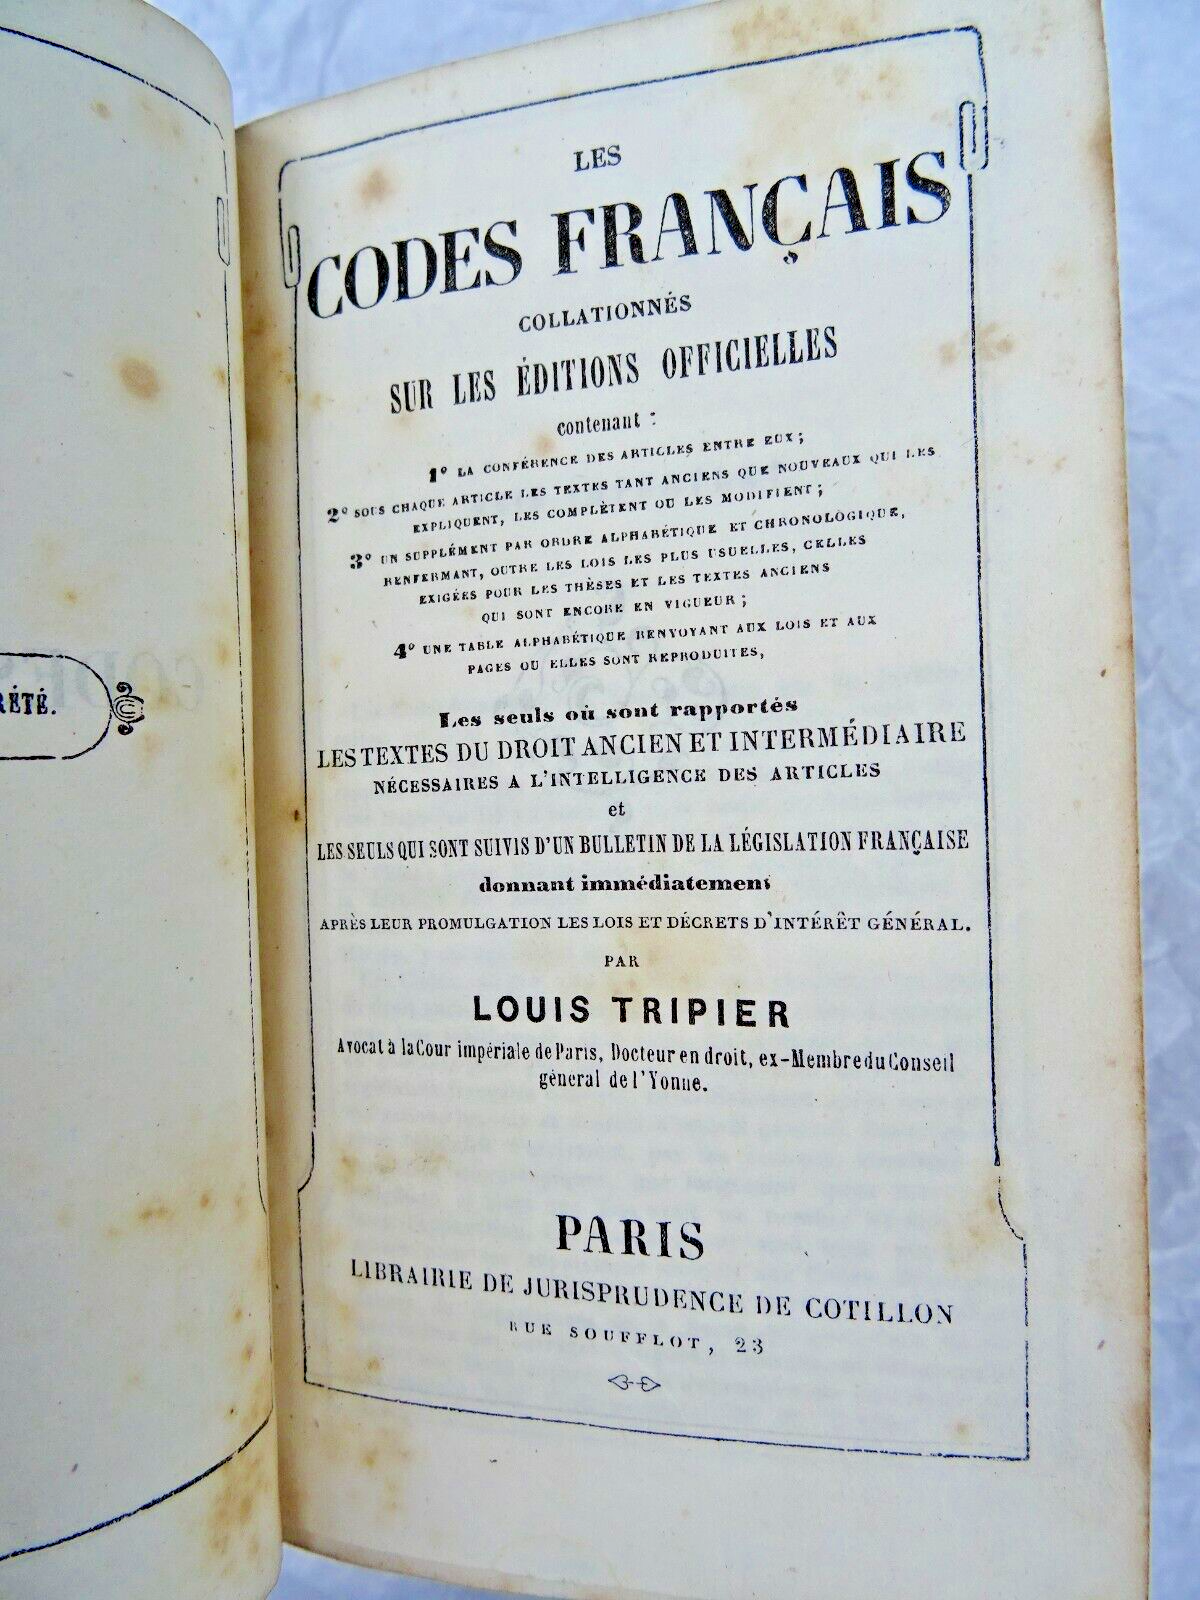 RÉTÉ.
LES
CODES FRANÇAIS
COLLATIONNÉS
SUR LES ÉDITIONS OFFICIELLES
contenant :
1º LA CONFÉRENCE DES ARTICLES ENTRE EUX;
2º SOUS CHAQUE ARTICLE LES TEXTES TANT ANCIENS QUE NOUVEAUX QUI LES
EXPLIQUENT, LES COMPLÈTENT OU LES MODIFIENT;
3º UN SUPPLÉMENT PAR ORDRE ALPHABÉTIQUE ET CHRONOLOGIQUE,
RENFERMANT, OUTRE LES LOIS LES PLUS USUELLES, CELLES
EXIGÉES POUR LES THÈSES ET LES TEXTES ANCIENS
QUI SONT ENCORE EN VIGUEUR;
4º UNE TABLE ALPHABÉTIQUE RENVOYANT AUX LOIS ET AUX
PAGES OU ELLES SONT REPRODUITES,
Les seuls où sont rapportés
LES TEXTES DU DROIT ANCIEN ET INTERMÉDIAIRE
NÉCESSAIRES A L'INTELLIGENCE DES ARTICLES
et
LES SEULS QUI SONT SUIVIS D'UN BULLETIN DE LA LÉGISLATION FRANÇAISE
donnant immédiatement
APRÈS LEUR PROMULGATION LES LOIS ET DÉCRETS D'INTÉRÊT GÉNÉRAL.
PAR
LOUIS TRIPIER
Avocat à la Cour impériale de Paris, Docteur en droit, ex-Membre du Conseil
général de l'Yonne.
PARIS
LIBRAIRIE DE JURISPRUDENCE DE COTILLON
RUE SOUFFLOT, 23